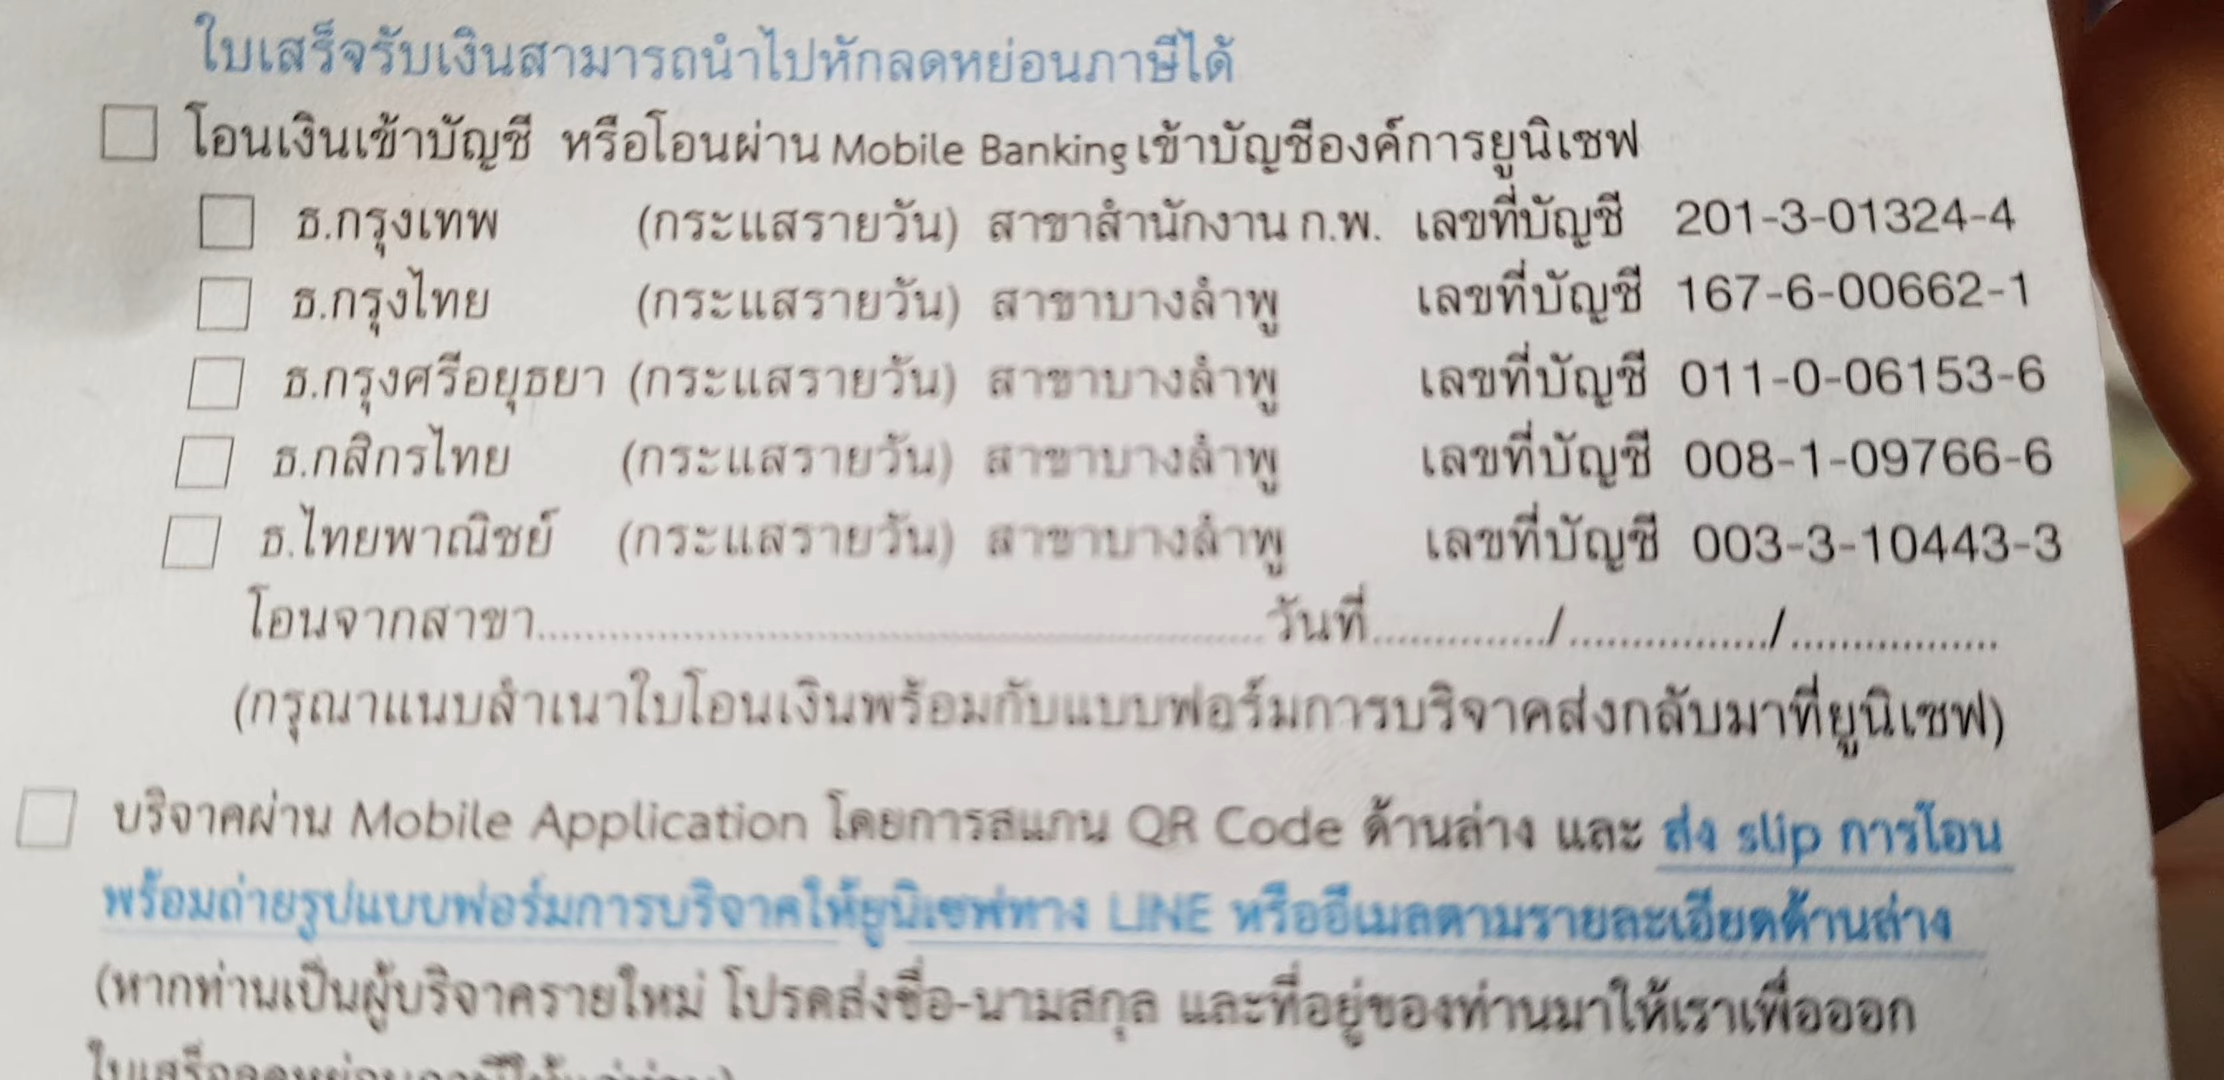 ใบเสร็จรับเงินสามารถนำไปหักลดหย่อนภาษีได้
โอนเงินเข้าบัญชี หรือโอนผ่าน Mobile Banking เข้าบัญชีองค์การยูนิเซฟ
ธ.กรุงเทพ (กระแสรายวัน) สาขาสำนักงาน ก.พ. เลขที่บัญชี 201-3-01324-4
ธ.กรุงไทย (กระแสรายวัน) สาขาบางลำพู เลขที่บัญชี 167-6-00662-1
ธ.กรุงศรีอยุธยา (กระแสรายวัน) สาขาบางลำพู เลขที่บัญชี 011-0-06153-6
ธ.กสิกรไทย (กระแสรายวัน) สาขาบางลำพู เลขที่บัญชี 008-1-09766-6
ธ.ไทยพาณิชย์ (กระแสรายวัน) สาขาบางลำพู เลขที่บัญชี 003-3-10443-3
โอนจากสาขา.......................................................... วันที่................/................/................
(กรุณาแนบสำเนาใบโอนเงินพร้อมกับแบบฟอร์มการบริจาคส่งกลับมาที่ยูนิเซฟ)
บริจาคผ่าน Mobile Application โดยการสแกน QR Code ด้านล่าง และ ส่ง slip การโอน
พร้อมถ่ายรูปแบบฟอร์มการบริจาคให้ยูนิเซฟทาง LINE หรืออีเมลตามรายละเอียดด้านล่าง
(หากท่านเป็นผู้บริจาครายใหม่ โปรดส่งชื่อ-นามสกุล และที่อยู่ของท่านมาให้เราเพื่อออก